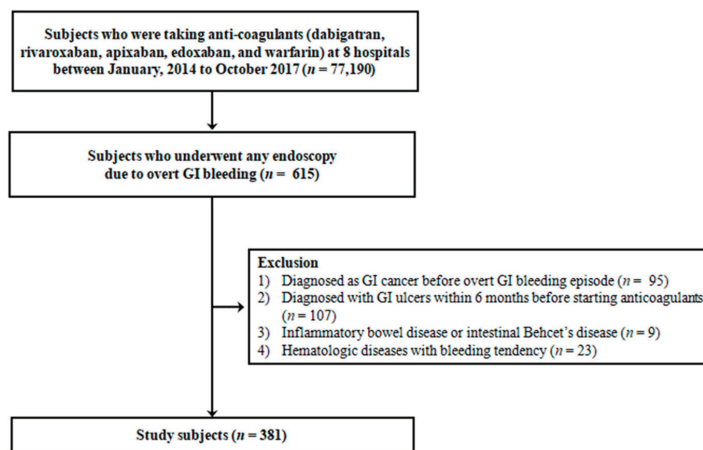 Subjects who were taking anti-coagulants (dabigatran,
rivaroxaban, apixaban, edoxaban, and warfarin) at 8 hospitals
between January, 2014 to October 2017 (n = 77,190)
Subjects who underwent any endoscopy
due to overt GI bleeding (n = 615)
Exclusion
1) Diagnosed as GI cancer before overt GI bleeding episode (n = 95)
2) Diagnosed with GI ulcers within 6 months before starting anticoagulants
(n = 107)
3) Inflammatory bowel disease or intestinal Behcet's disease (n = 9)
4) Hematologic diseases with bleeding tendency (n = 23)
Study subjects (n = 381)